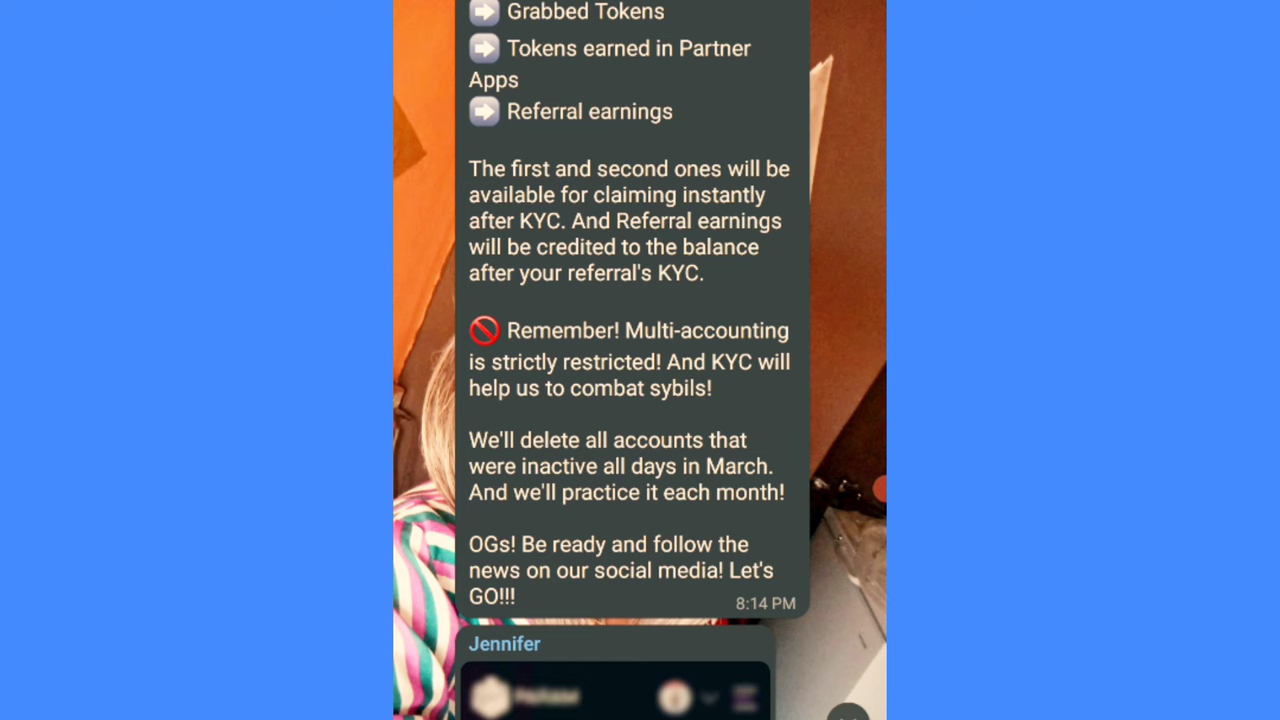 Grabbed Tokens
Tokens earned in Partner
Apps
Referral earnings
The first and second ones will be
available for claiming instantly
after KYC. And Referral earnings
will be credited to the balance
after your referral's KYC.
Remember! Multi-accounting
is strictly restricted! And KYC will
help us to combat sybils!
We'll delete all accounts that
were inactive all days in March.
And we'll practice it each month!
OGs! Be ready and follow the
news on our social media! Let's
GO!!!
8:14 PM
Jennifer